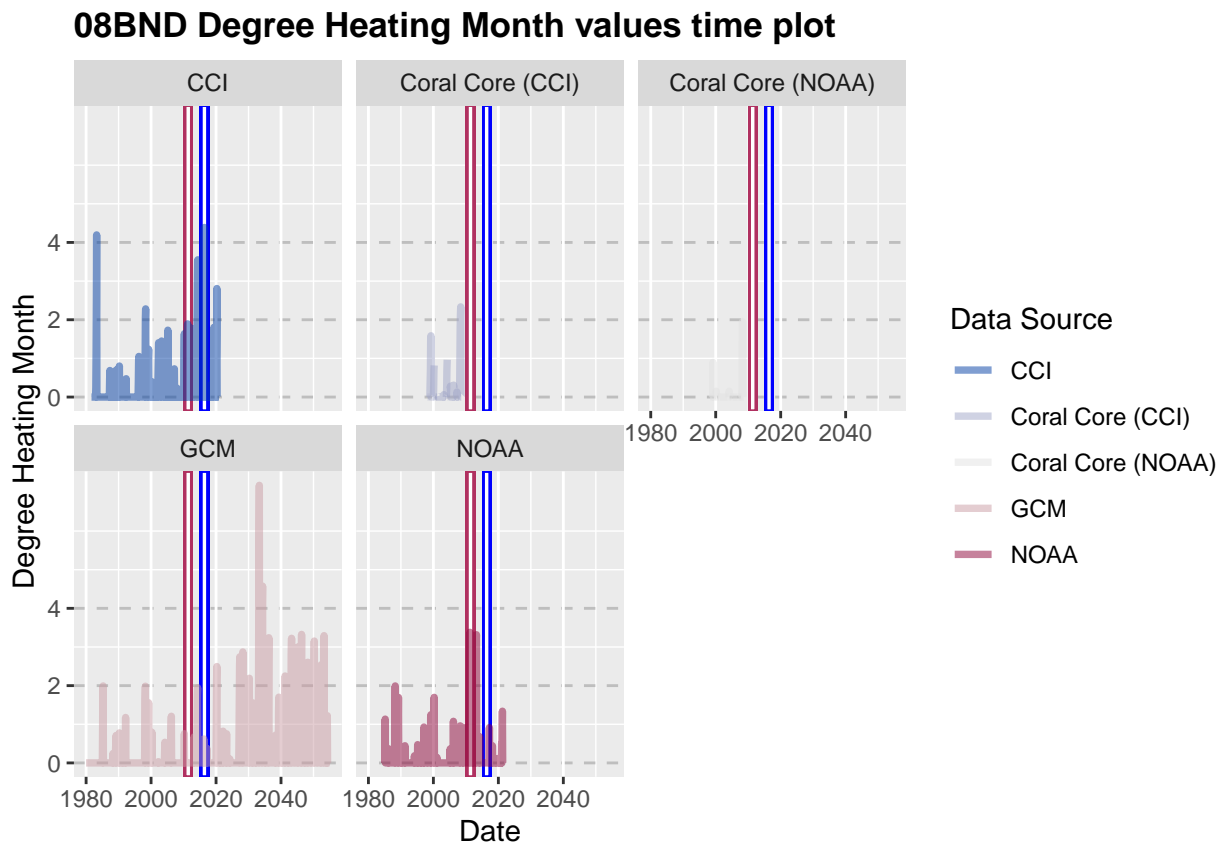 08BND Degree Heating Month values time plot
CCI
Coral Core (CCI)
Coral Core (NOAA)
4
2
0
1980 2000 2020 2040
GCM
NOAA
4
2
0
1980 2000 2020 2040
1980 2000 2020 2040
Degree Heating Month
Date
Data Source
CCI
Coral Core (CCI)
Coral Core (NOAA)
GCM
NOAA